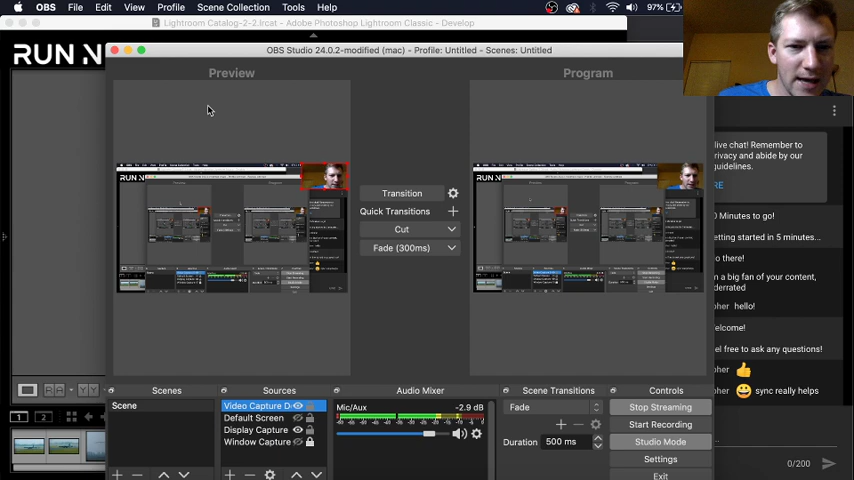 OBS File Edit View Profile Scene Collection Tools Help 97%
Lightroom Catalog-2-2.lrcat - Adobe Photoshop Lightroom Classic - Develop
RUN N
OBS Studio 24.0.2-modified (mac) - Profile: Untitled - Scenes: Untitled
Preview
Program
Transition
Quick Transitions
Cut
Fade (300ms)
live chat! Remember to
rivacy and abide by our
uidelines.
RE
0 Minutes to go!
etting started in 5 minutes...
o there!
m a big fan of your content,
derrated
pher hello!
elcome!
el free to ask any questions!
pher 👍
pher 😀 sync really helps
0/200
Scenes
Scene
Sources
Video Capture D
Default Screen
Display Capture
Window Capture
Audio Mixer
Mic/Aux -2.9 dB
Scene Transitions
Fade
Duration 500 ms
Controls
Stop Streaming
Start Recording
Studio Mode
Settings
Exit
1 2